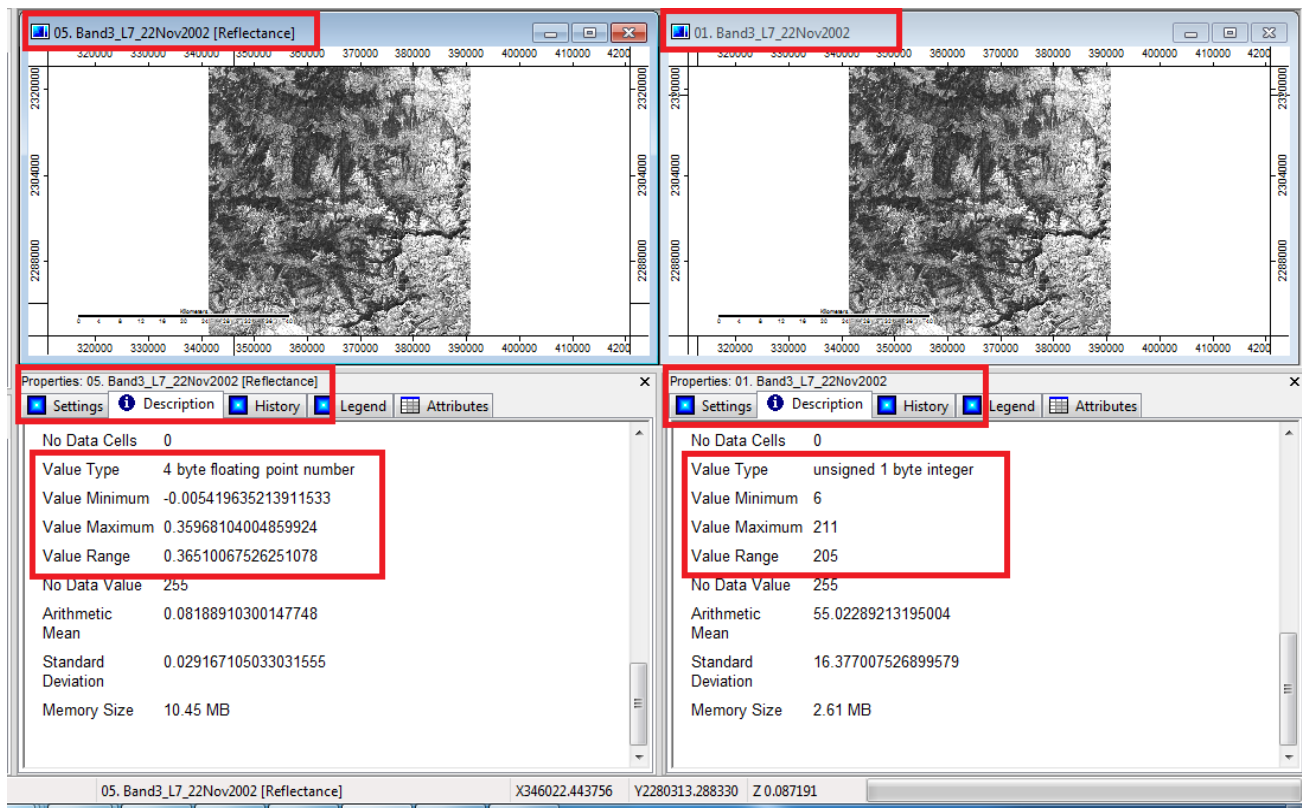 05. Band3_L7_22Nov2002 [Reflectance]
01. Band3_L7_22Nov2002
320000 330000 340000 350000 360000 370000 380000 390000 400000 410000 4200
320000 330000 340000 350000 360000 370000 380000 390000 400000 410000 4200
2320000
2304000
2288000
2320000
2304000
2288000
2320000
2304000
2288000
2320000
2304000
2288000
Kilometers
Kilometers
320000 330000 340000 350000 360000 370000 380000 390000 400000 410000 4200
320000 330000 340000 350000 360000 370000 380000 390000 400000 410000 4200
Properties: 05. Band3_L7_22Nov2002 [Reflectance]
Settings Description History Legend Attributes
No Data Cells 0
Value Type 4 byte floating point number
Value Minimum -0.005419635213911533
Value Maximum 0.35968104004859924
Value Range 0.36510067526251078
No Data Value 255
Arithmetic 0.08188910300147748
Mean
Standard 0.029167105033031555
Deviation
Memory Size 10.45 MB
Properties: 01. Band3_L7_22Nov2002
Settings Description History Legend Attributes
No Data Cells 0
Value Type unsigned 1 byte integer
Value Minimum 6
Value Maximum 211
Value Range 205
No Data Value 255
Arithmetic 55.02289213195004
Mean
Standard 16.377007526899579
Deviation
Memory Size 2.61 MB
05. Band3_L7_22Nov2002 [Reflectance] X346022.443756 Y2280313.288330 Z 0.087191